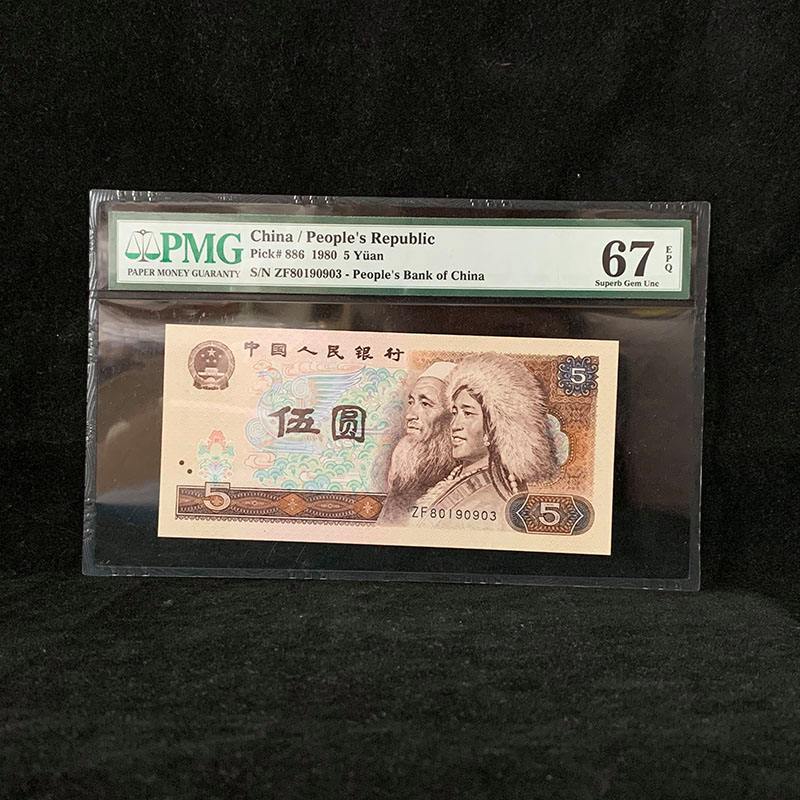 PMG
PAPER MONEY GUARANTY
China / People's Republic
Pick# 886 1980 5 Yüan
S/N ZF80190903 - People's Bank of China
67
EPQ
Superb Gem Unc
中国人民银行
5
伍圆
5
ZF80190903
5